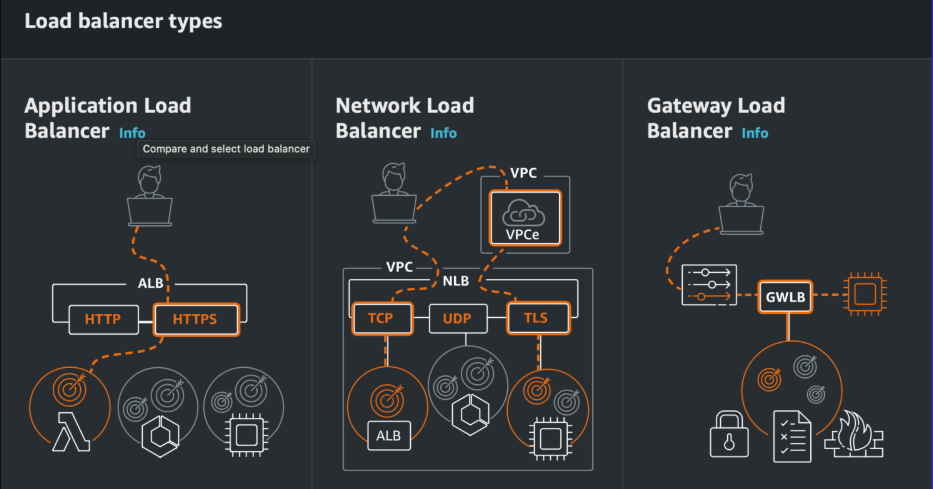 Load balancer types
Application Load
Balancer Info
Compare and select load balancer
ALB
HTTP
HTTPS
Network Load
Balancer Info
VPC
VPCe
VPC
NLB
TCP
UDP
TLS
ALB
Gateway Load
Balancer Info
GWLB